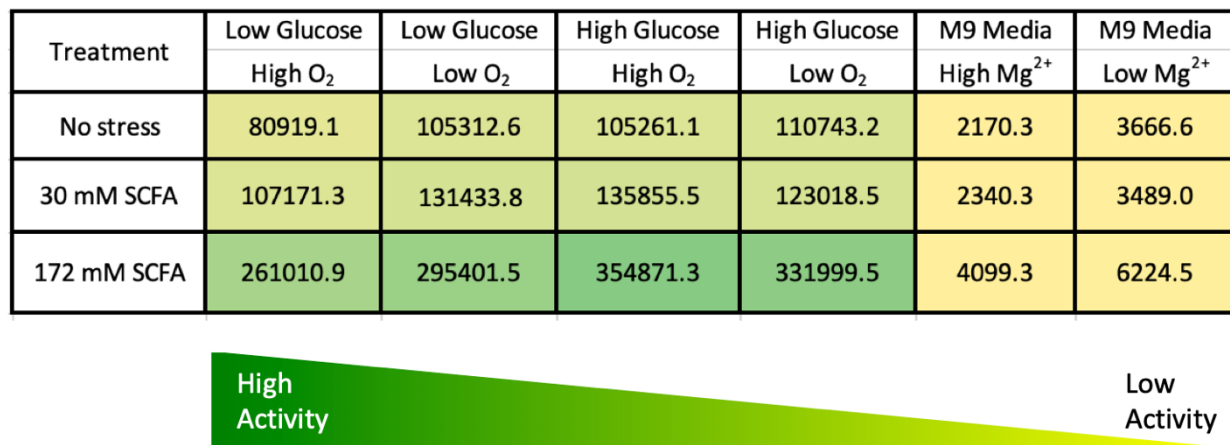 Treatment Low Glucose Low Glucose High Glucose High Glucose M9 Media M9 Media
High O₂ Low O₂ High O₂ Low O₂ High Mg²⁺ Low Mg²⁺
No stress 80919.1 105312.6 105261.1 110743.2 2170.3 3666.6
30 mM SCFA 107171.3 131433.8 135855.5 123018.5 2340.3 3489.0
172 mM SCFA 261010.9 295401.5 354871.3 331999.5 4099.3 6224.5
High Low
Activity Activity